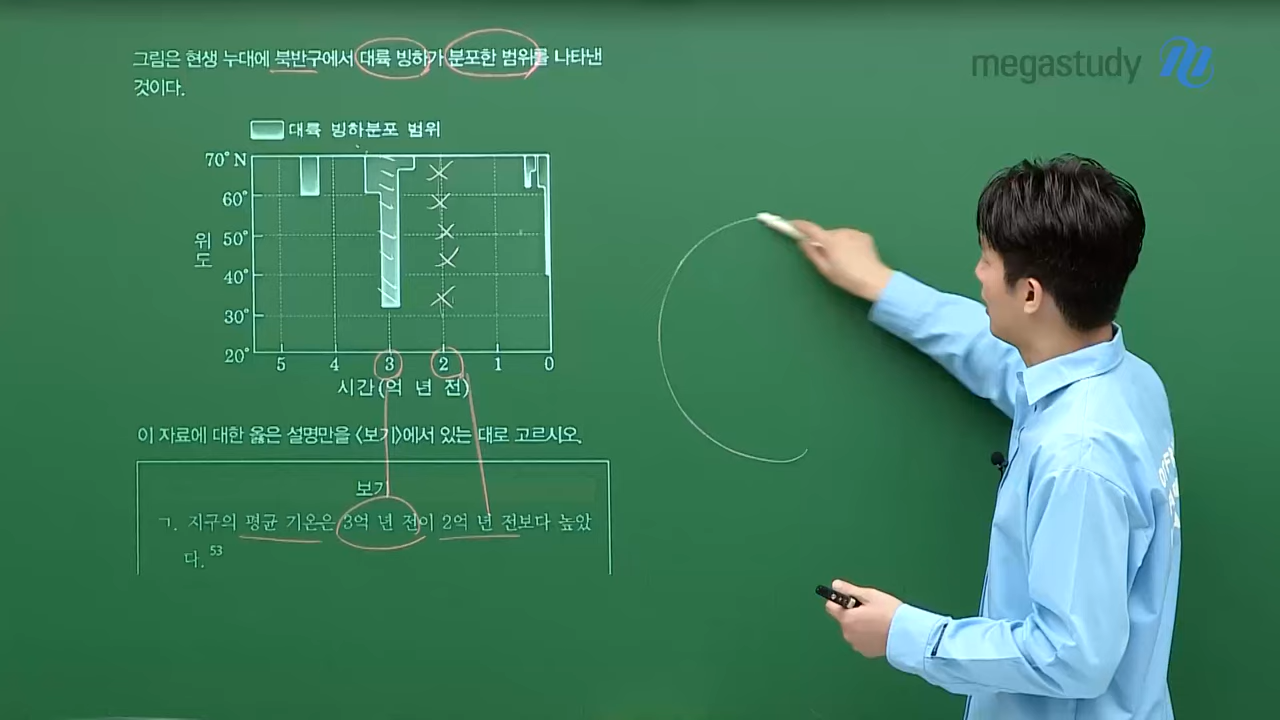 그림은 현생 누대에 북반구에서 대륙 빙하가 분포한 범위를 나타낸
것이다.
megastudy
대륙 빙하분포 범위
70°N
60°
50°
40°
30°
20°
위도
5 4 3 2 1 0
시간(억 년 전)
이 자료에 대한 옳은 설명만을 <보기>에서 있는 대로 고르시오.
보기
ㄱ. 지구의 평균 기온은 3억 년 전이 2억 년 전보다 높았
다.53